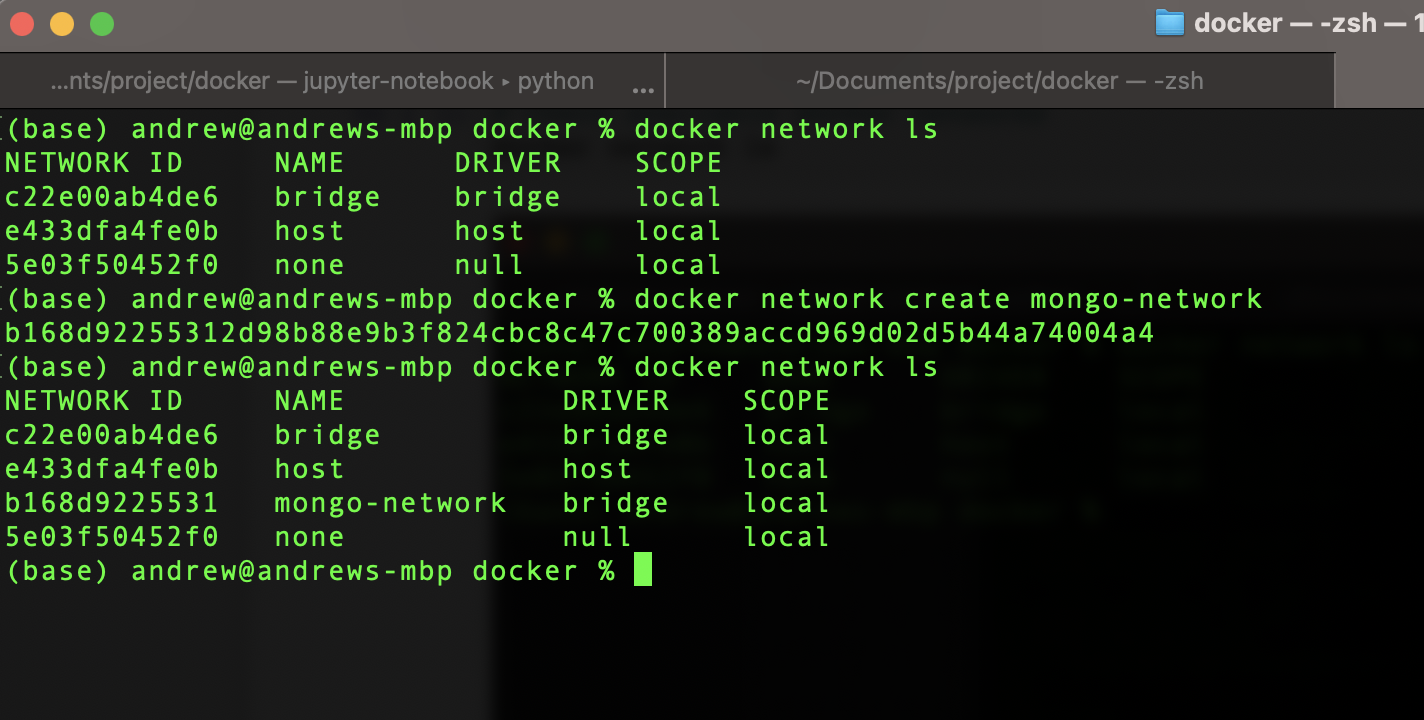 docker — -zsh — 1
...nts/project/docker — jupyter-notebook ▸ python ...
~/Documents/project/docker — -zsh
(base) andrew@andrews-mbp docker % docker network ls
NETWORK ID NAME DRIVER SCOPE
c22e00ab4de6 bridge bridge local
e433dfa4fe0b host host local
5e03f50452f0 none null local
(base) andrew@andrews-mbp docker % docker network create mongo-network
b168d92255312d98b88e9b3f824cbc8c47c700389accd969d02d5b44a74004a4
(base) andrew@andrews-mbp docker % docker network ls
NETWORK ID NAME DRIVER SCOPE
c22e00ab4de6 bridge bridge local
e433dfa4fe0b host host local
b168d9225531 mongo-network bridge local
5e03f50452f0 none null local
(base) andrew@andrews-mbp docker %